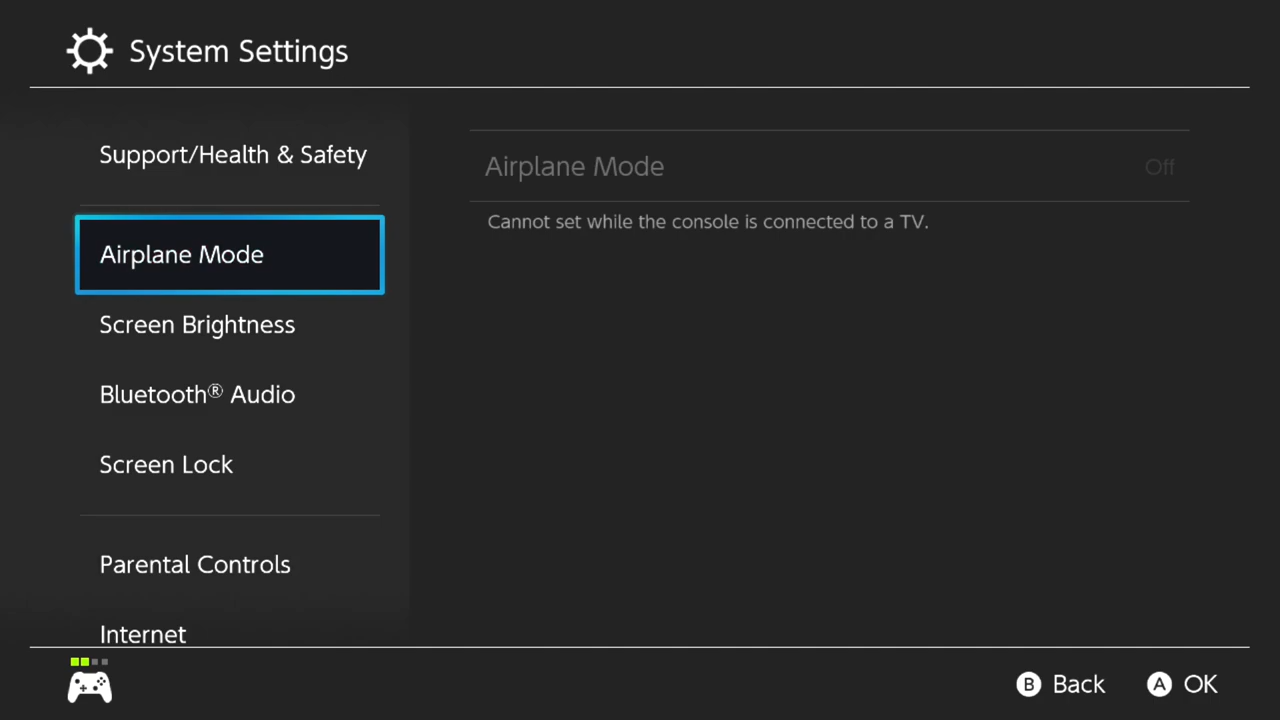 System Settings
Support/Health & Safety
Airplane Mode
Screen Brightness
Bluetooth® Audio
Screen Lock
Parental Controls
Internet
Airplane Mode Off
Cannot set while the console is connected to a TV.
B Back A OK